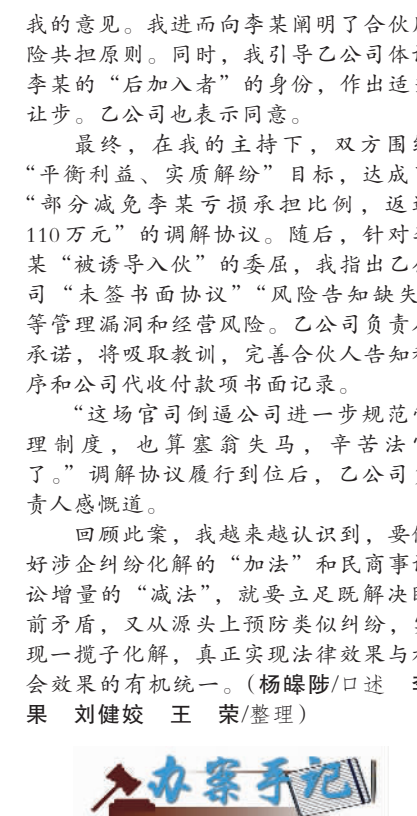 我的意见。我进而向李某阐明了合伙
险共担原则。同时，我引导乙公司体
李某的“后加入者”的身份，作出适
让步。乙公司也表示同意。
最终，在我的主持下，双方围
“平衡利益、实质解纷”目标，达成
“部分减免李某亏损承担比例，返
110万元”的调解协议。随后，针对
某“被诱导入伙”的委屈，我指出乙
司“未签书面协议”“风险告知缺失
等管理漏洞和经营风险。乙公司负责
承诺，将吸取教训，完善合伙人告知
序和公司代收付款项书面记录。
“这场官司倒逼公司进一步规范
理制度，也算塞翁失马，辛苦法
了。”调解协议履行到位后，乙公司
责人感慨道。
回顾此案，我越来越认识到，要
好涉企纠纷化解的“加法”和民商事
讼增量的“减法”，就要立足既解决
前矛盾，又从源头上预防类似纠纷，
现一揽子化解，真正实现法律效果与
会效果的有机统一。（杨皞陟/口述
果 刘健姣 王 荣/整理）
办案手记